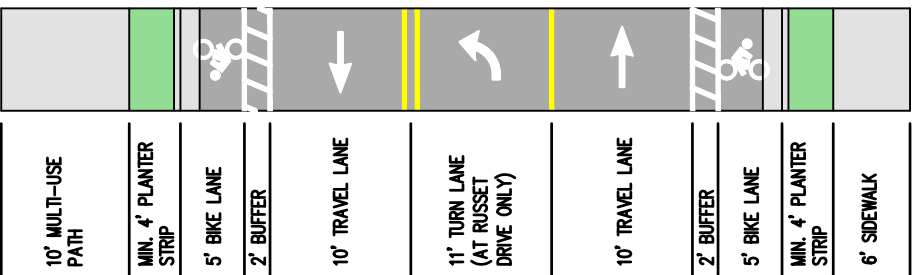 10' MULTI-USE
PATH
MIN. 4' PLANTER
STRIP
5' BIKE LANE
2' BUFFER
10' TRAVEL LANE
11' TURN LANE
(AT RUSSET
DRIVE ONLY)
10' TRAVEL LANE
2' BUFFER
5' BIKE LANE
MIN. 4' PLANTER
STRIP
6' SIDEWALK